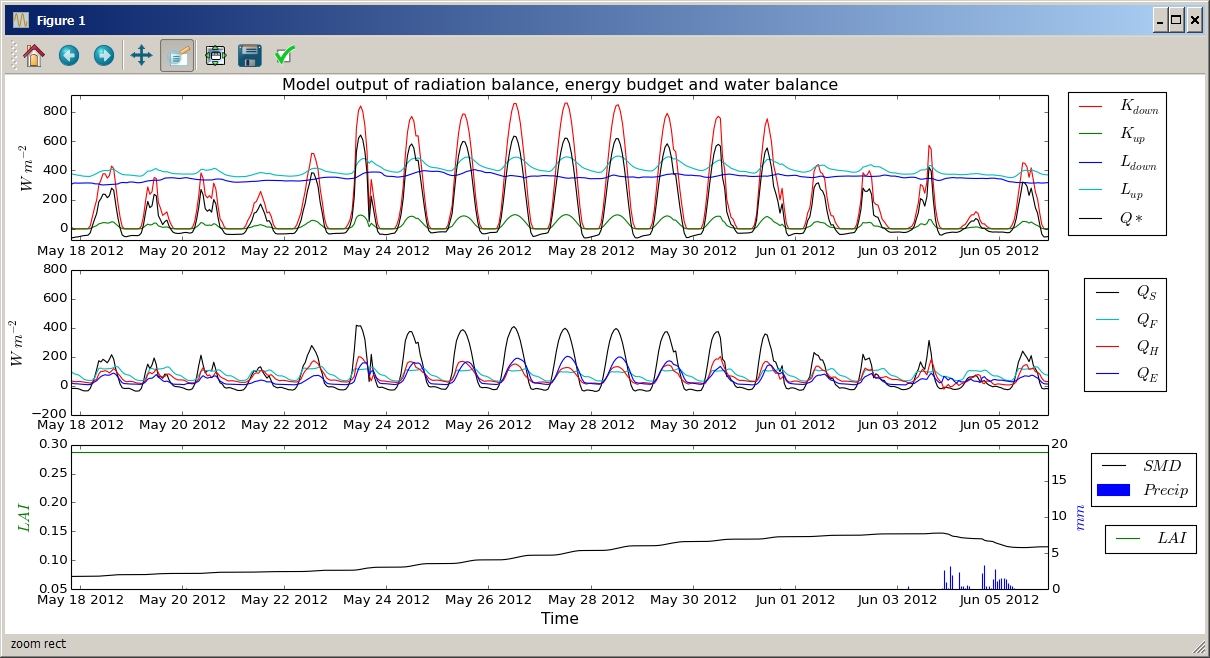 Figure 1
Model output of radiation balance, energy budget and water balance
W m−2
800
600
400
200
0
May 18 2012 May 20 2012 May 22 2012 May 24 2012 May 26 2012 May 28 2012 May 30 2012 Jun 01 2012 Jun 03 2012 Jun 05 2012
K_down
K_up
L_down
L_up
Q*
W m−2
800
600
400
200
0
−200
May 18 2012 May 20 2012 May 22 2012 May 24 2012 May 26 2012 May 28 2012 May 30 2012 Jun 01 2012 Jun 03 2012 Jun 05 2012
Q_S
Q_F
Q_H
Q_E
LAI
0.30
0.25
0.20
0.15
0.10
0.05
20
15
10
5
0
mm
May 18 2012 May 20 2012 May 22 2012 May 24 2012 May 26 2012 May 28 2012 May 30 2012 Jun 01 2012 Jun 03 2012 Jun 05 2012
Time
SMD
Precip
LAI
zoom rect